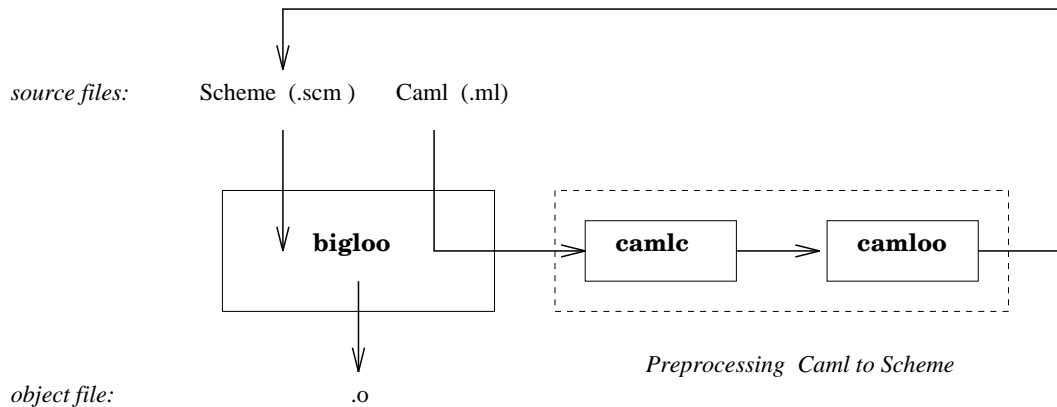 source files: Scheme (.scm ) Caml (.ml)
bigloo camlc camloo
Preprocessing Caml to Scheme
object file: .o